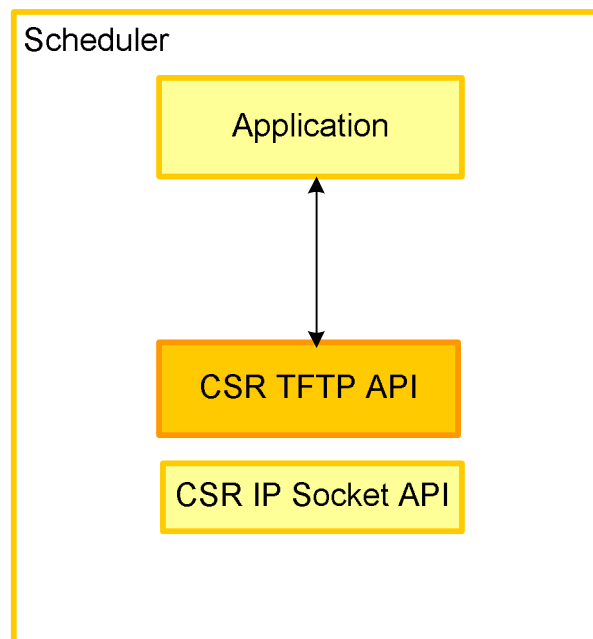 Scheduler
Application
CSR TFTP API
CSR IP Socket API